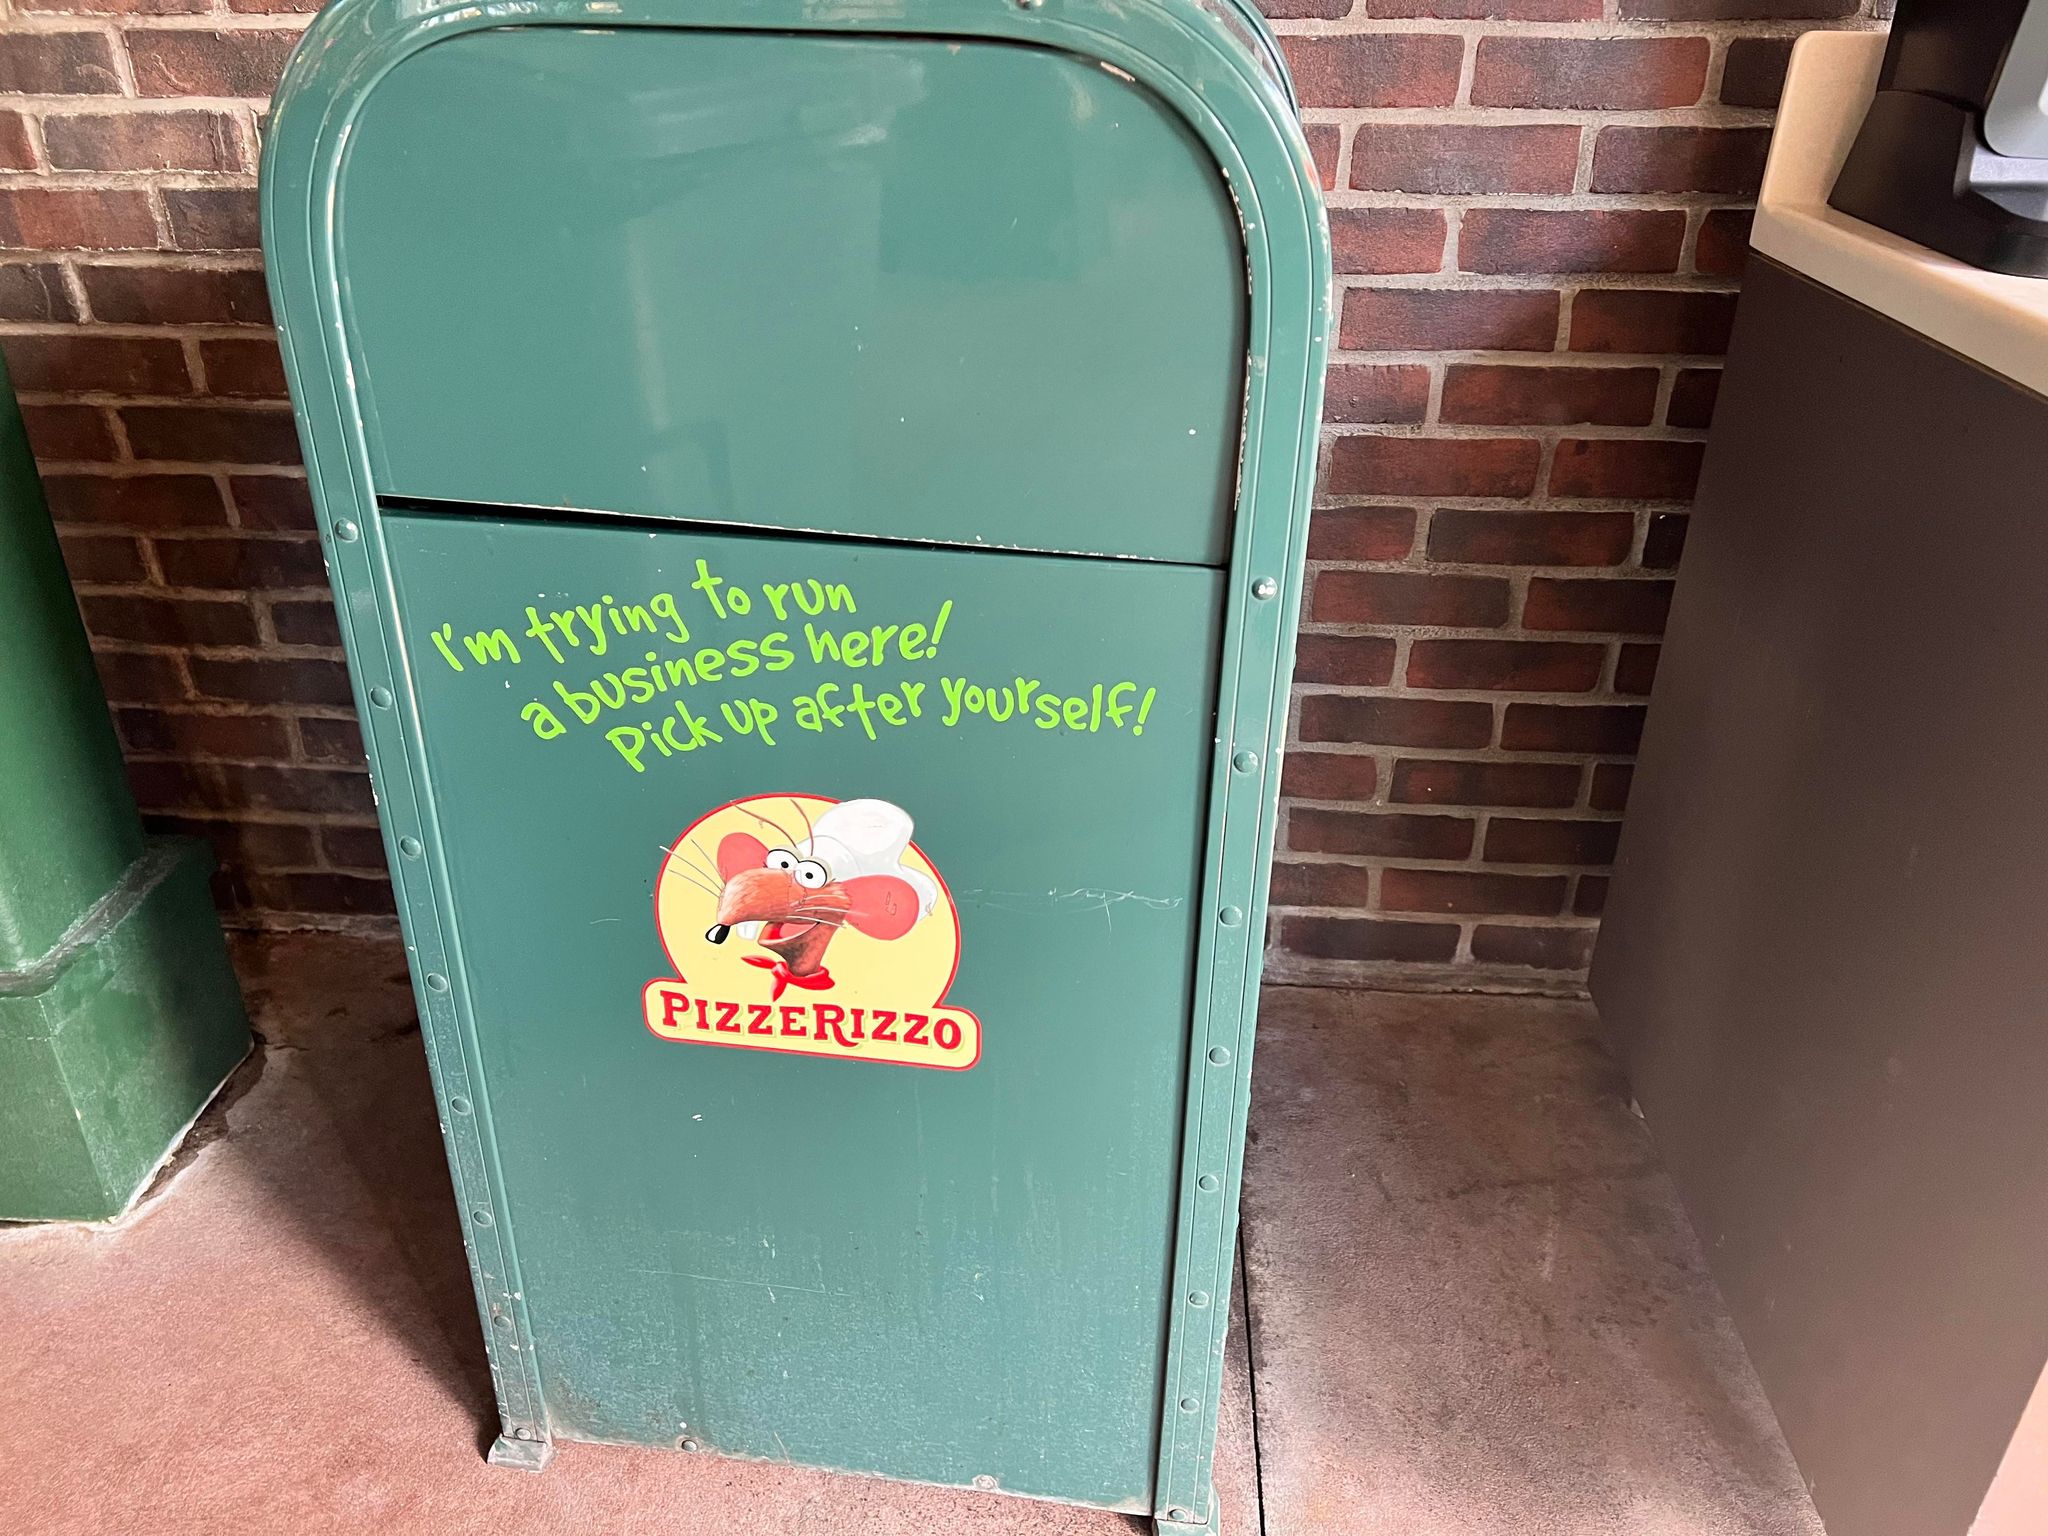 I'm trying to run
a business here!
Pick up after yourself!
PIZZERIZZO